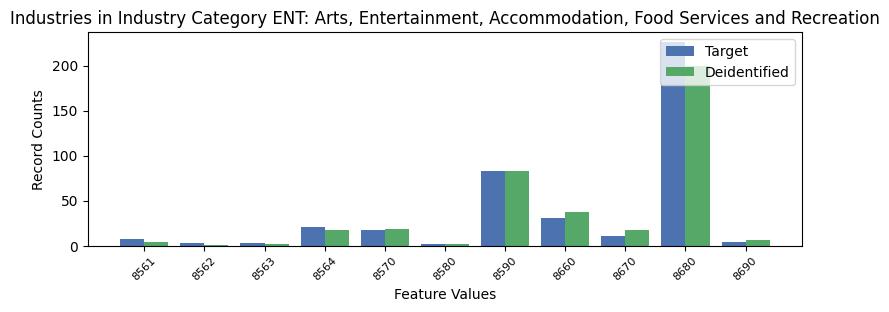 Industries in Industry Category ENT: Arts, Entertainment, Accommodation, Food Services and Recreation
Target
Deidentified
Record Counts
200
150
100
50
0
8561 8562 8563 8564 8570 8580 8590 8660 8670 8680 8690
Feature Values